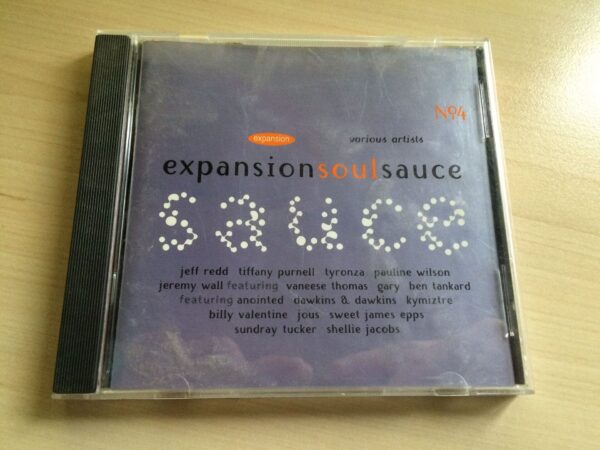 No4
expansion various artists
expansionsoulsauce
sauce
jeff redd tiffany purnell tyronza pauline wilson
jeremy wall featuring vaneese thomas gary ben tankard
featuring anointed dawkins & dawkins kymiztre
billy valentine jous sweet james epps
sundray tucker shellie jacobs